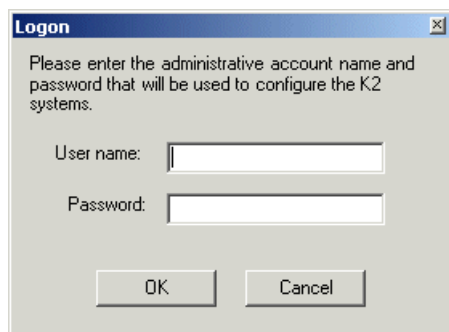 Logon
Please enter the administrative account name and
password that will be used to configure the K2
systems.
User name:
Password:
OK
Cancel